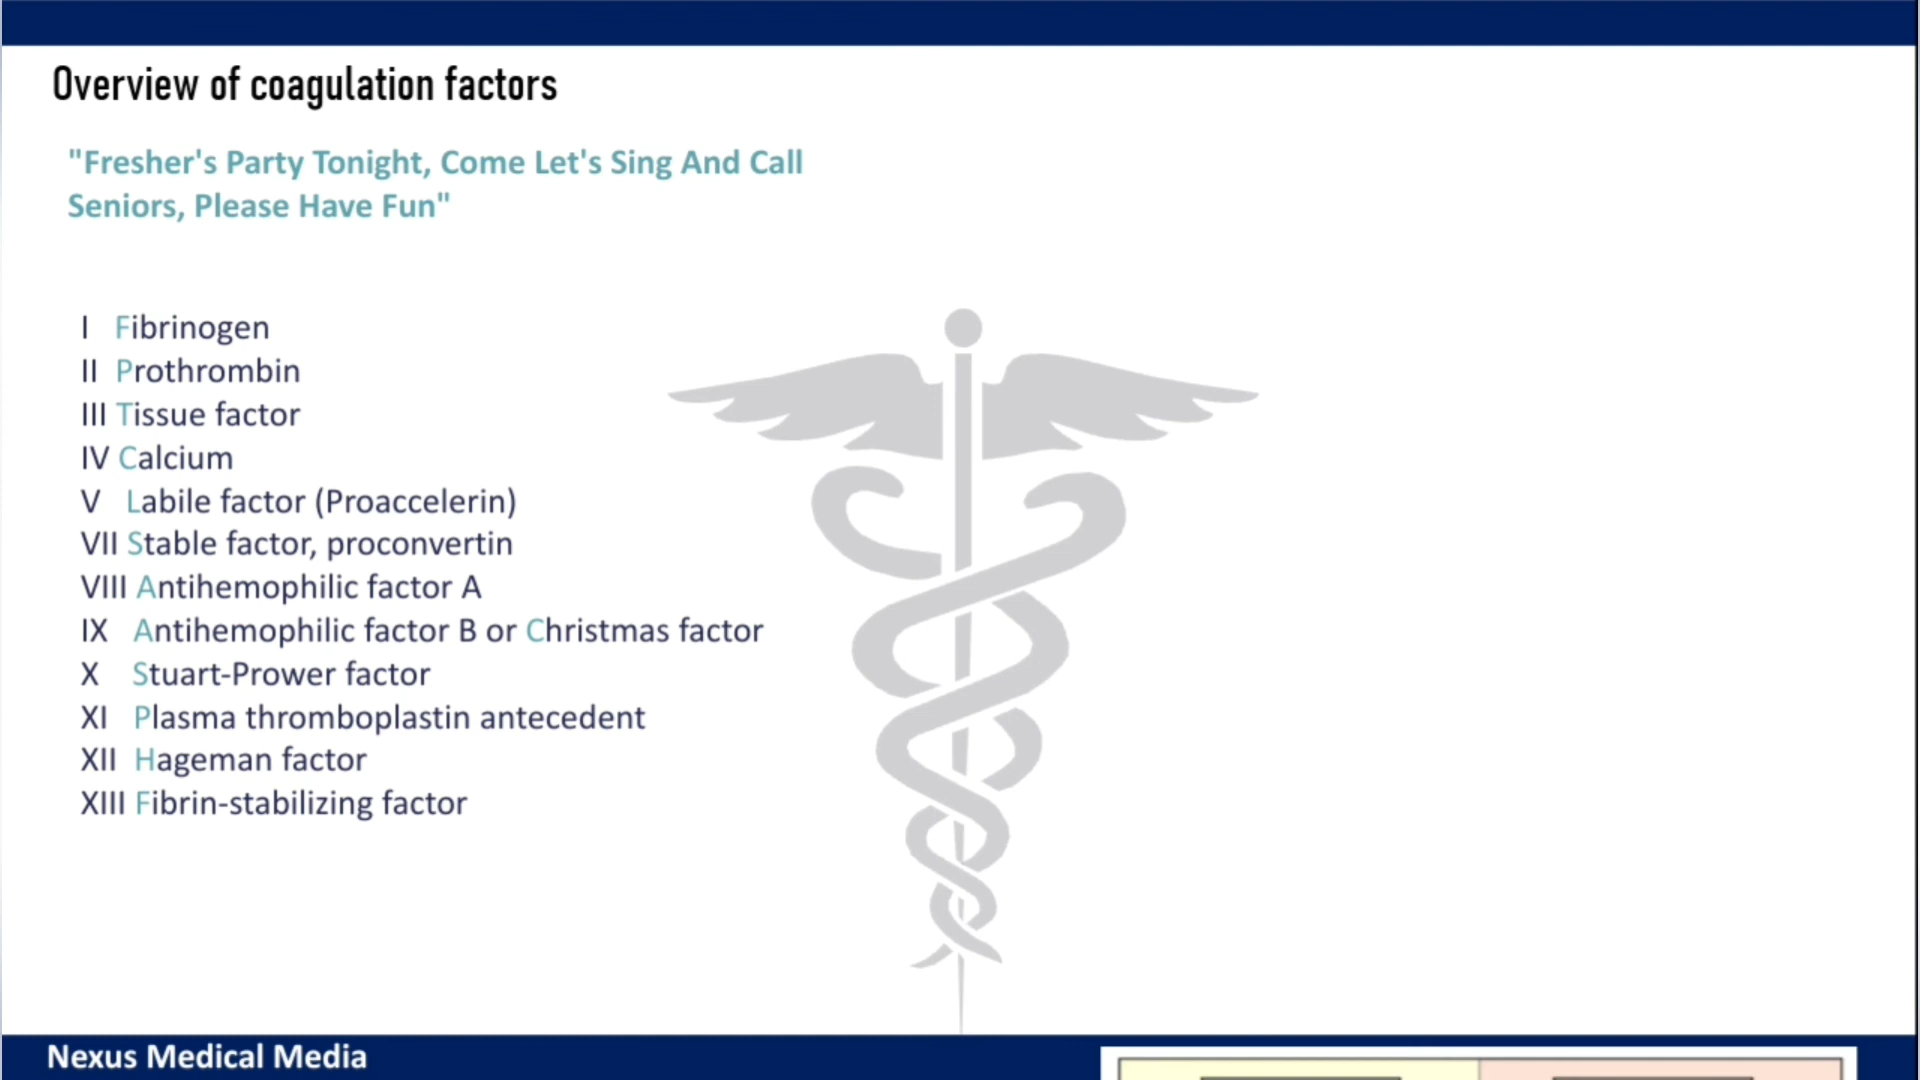 Overview of coagulation factors
"Fresher's Party Tonight, Come Let's Sing And Call
Seniors, Please Have Fun"
I Fibrinogen
II Prothrombin
III Tissue factor
IV Calcium
V Labile factor (Proaccelerin)
VII Stable factor, proconvertin
VIII Antihemophilic factor A
IX Antihemophilic factor B or Christmas factor
X Stuart-Prower factor
XI Plasma thromboplastin antecedent
XII Hageman factor
XIII Fibrin-stabilizing factor
Nexus Medical Media